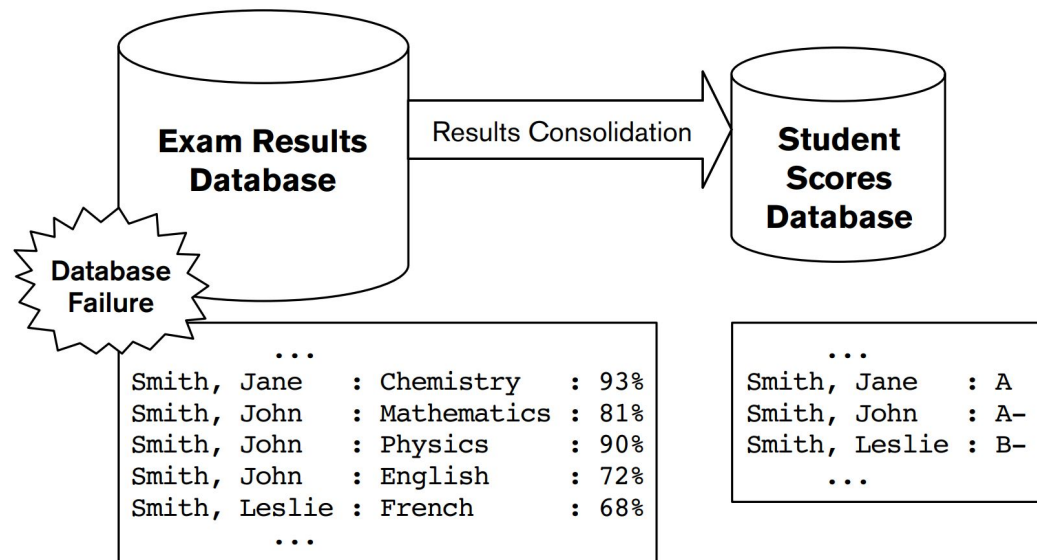 Exam Results
Database
Results Consolidation
Student
Scores
Database
Database
Failure
...
Smith, Jane   : Chemistry   : 93%
Smith, John   : Mathematics : 81%
Smith, John   : Physics     : 90%
Smith, John   : English     : 72%
Smith, Leslie : French      : 68%
...
...
Smith, Jane   : A
Smith, John   : A-
Smith, Leslie : B-
...